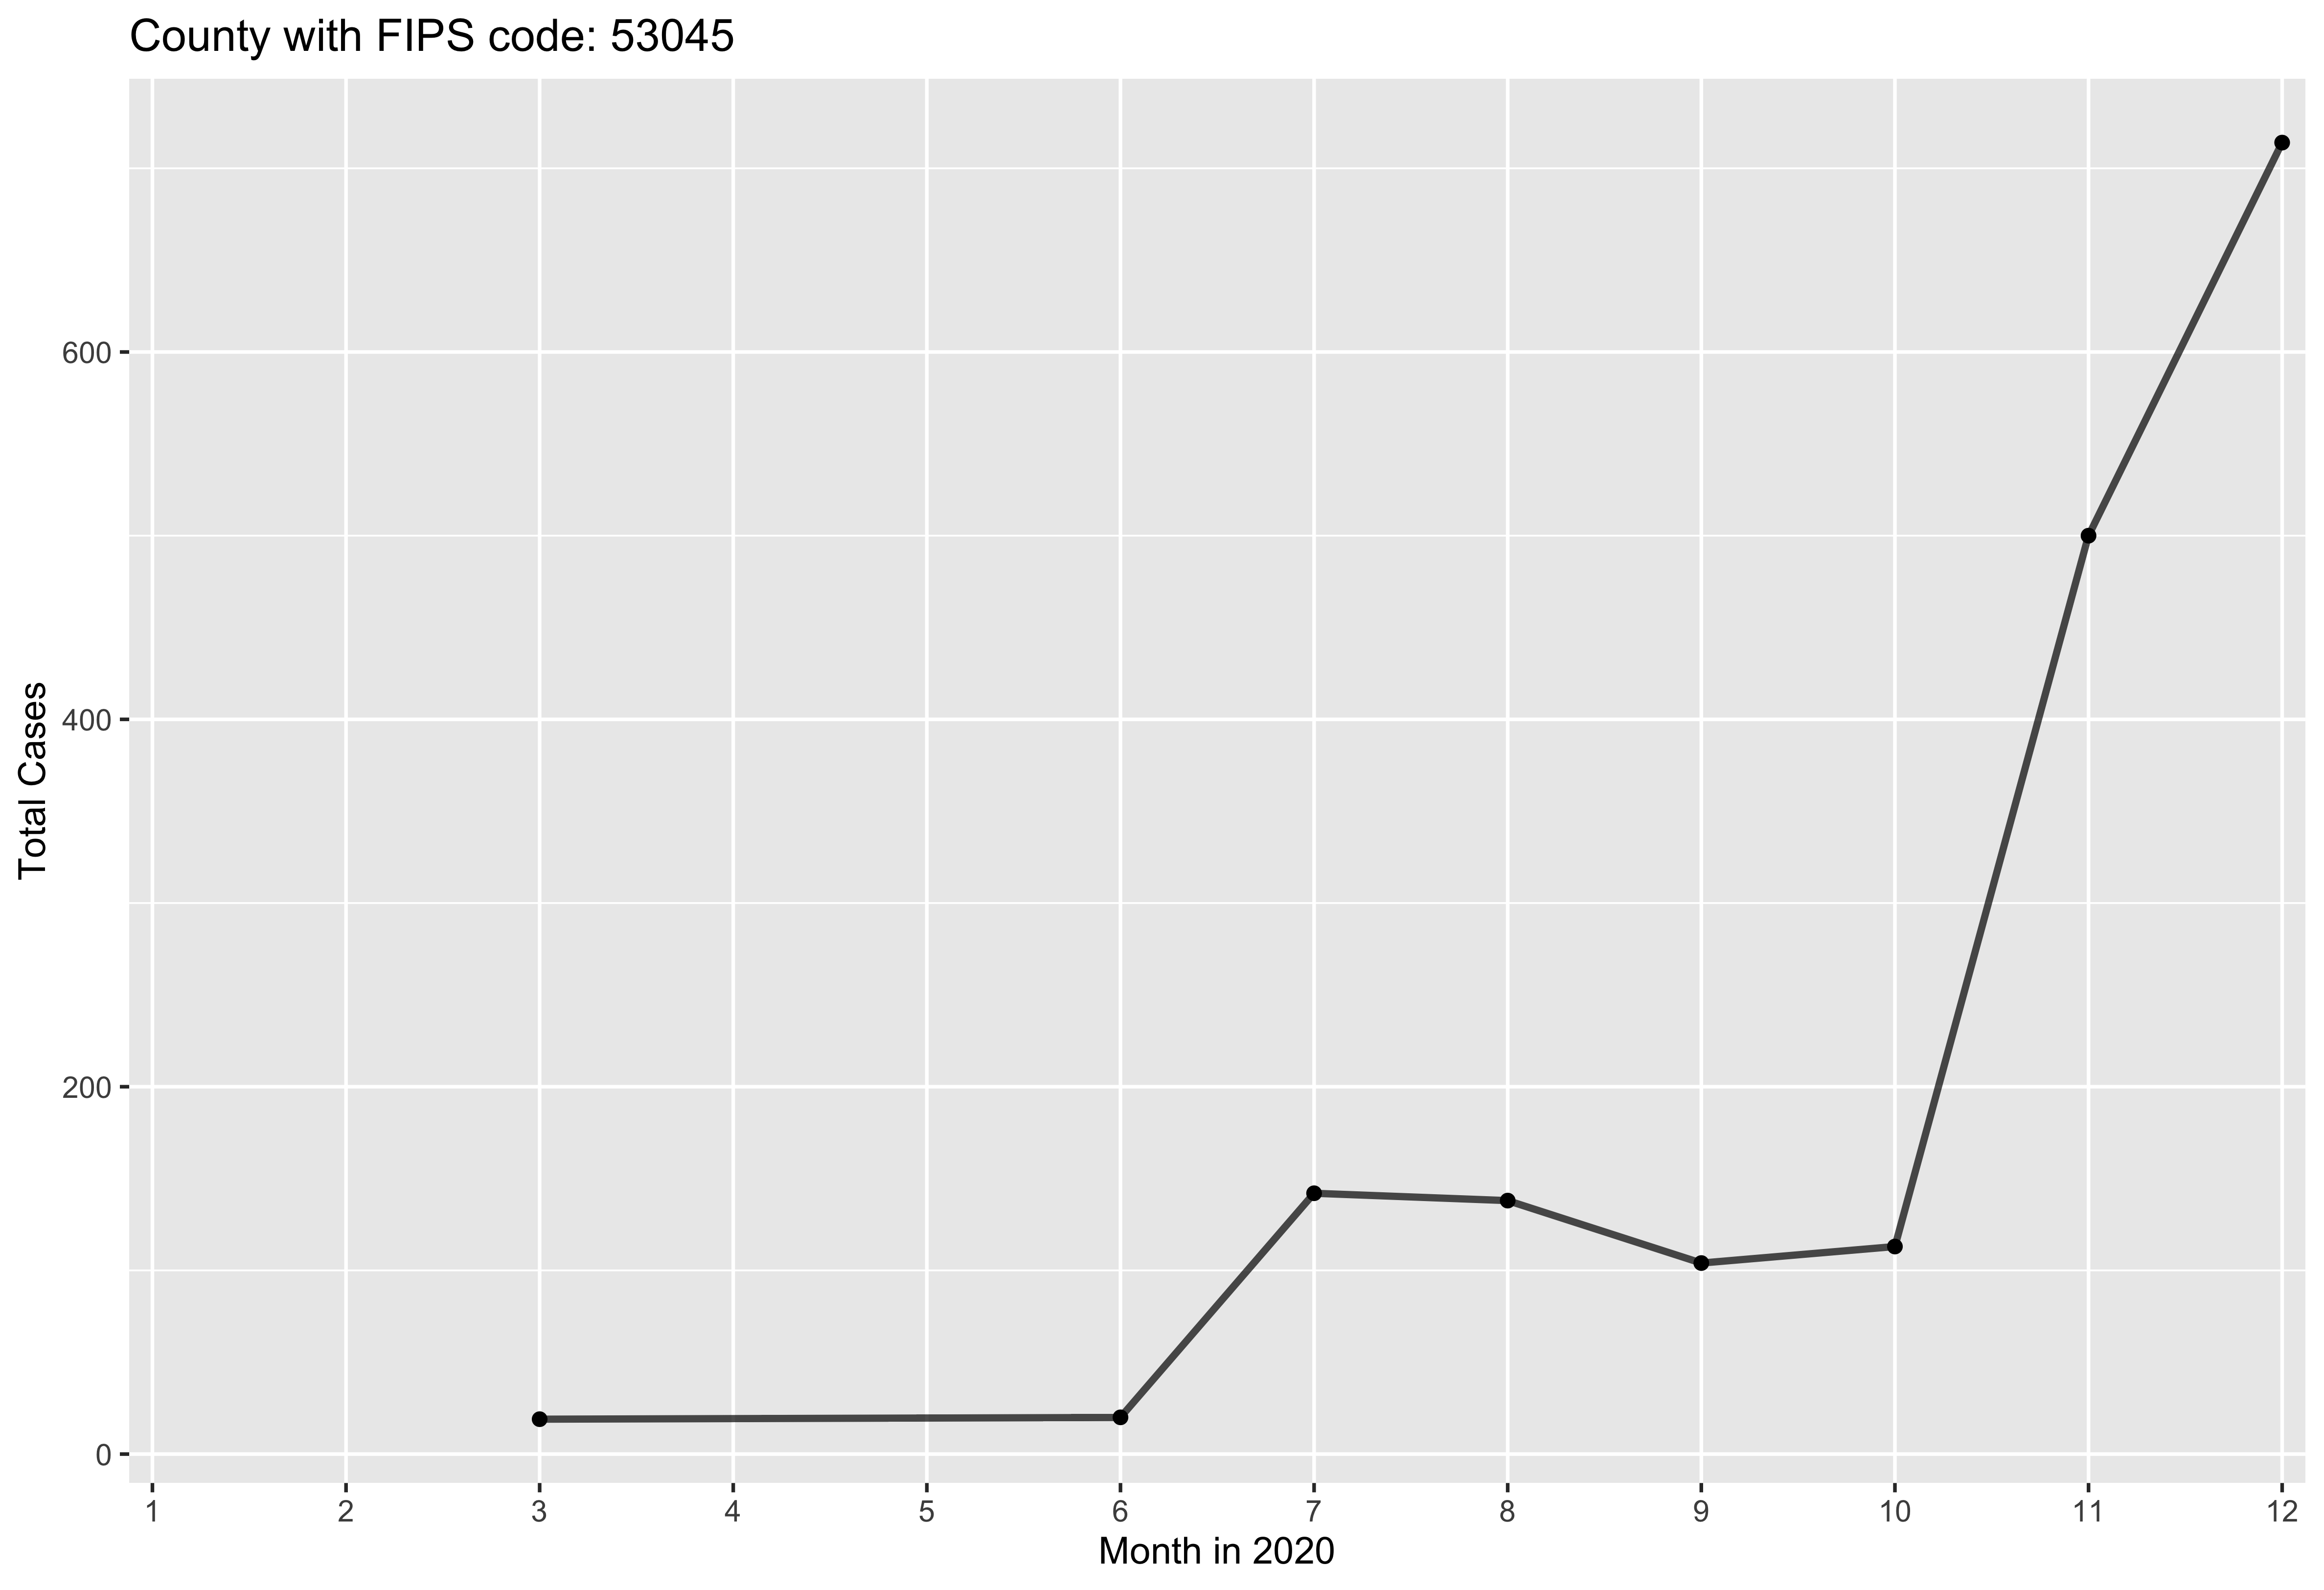 County with FIPS code: 53045
Total Cases
600
400
200
0
1 2 3 4 5 6 7 8 9 10 11 12
Month in 2020